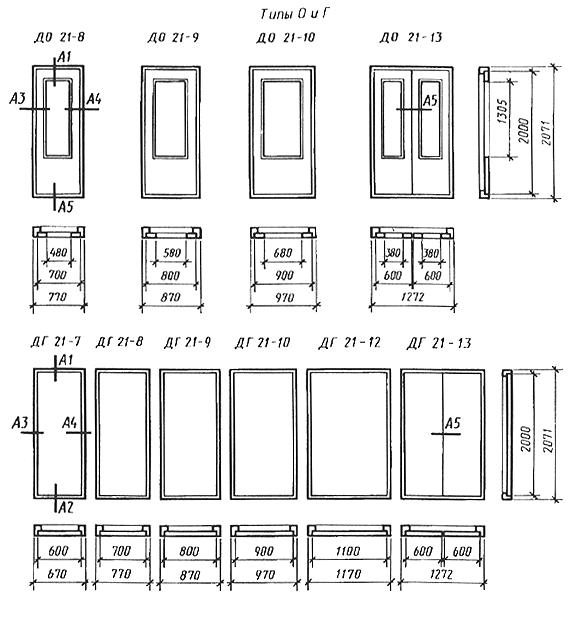 Типы О и Г
ДО 21-8 ДО 21-9 ДО 21-10 ДО 21-13
А1
А3 А4 А5
А5
1305 2000 2071
480 580 680 380 380
700 800 900 600 600
770 870 970 1272
ДГ 21-7 ДГ 21-8 ДГ 21-9 ДГ 21-10 ДГ 21-12 ДГ 21-13
А1
А3 А4 А5
А2
2000 2071
600 700 800 900 1100 600 600
670 770 870 970 1170 1272